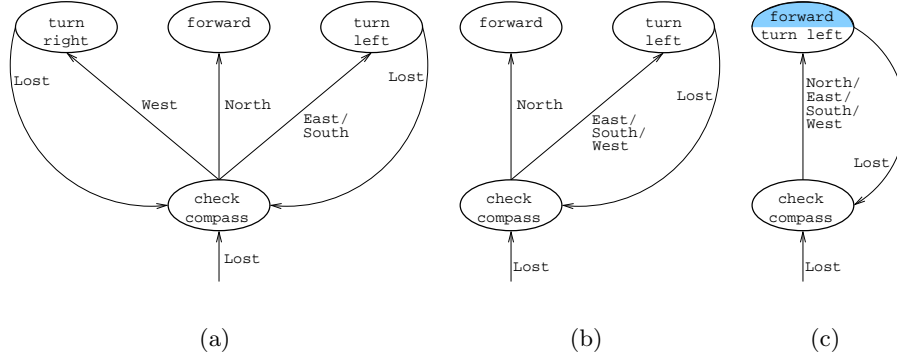 turn
right
forward
turn
left
Lost
West
North
East/
South
Lost
check
compass
Lost
(a)
forward
turn
left
North
East/
South/
West
Lost
check
compass
Lost
(b)
forward
turn left
North/
East/
South/
West
Lost
check
compass
Lost
(c)